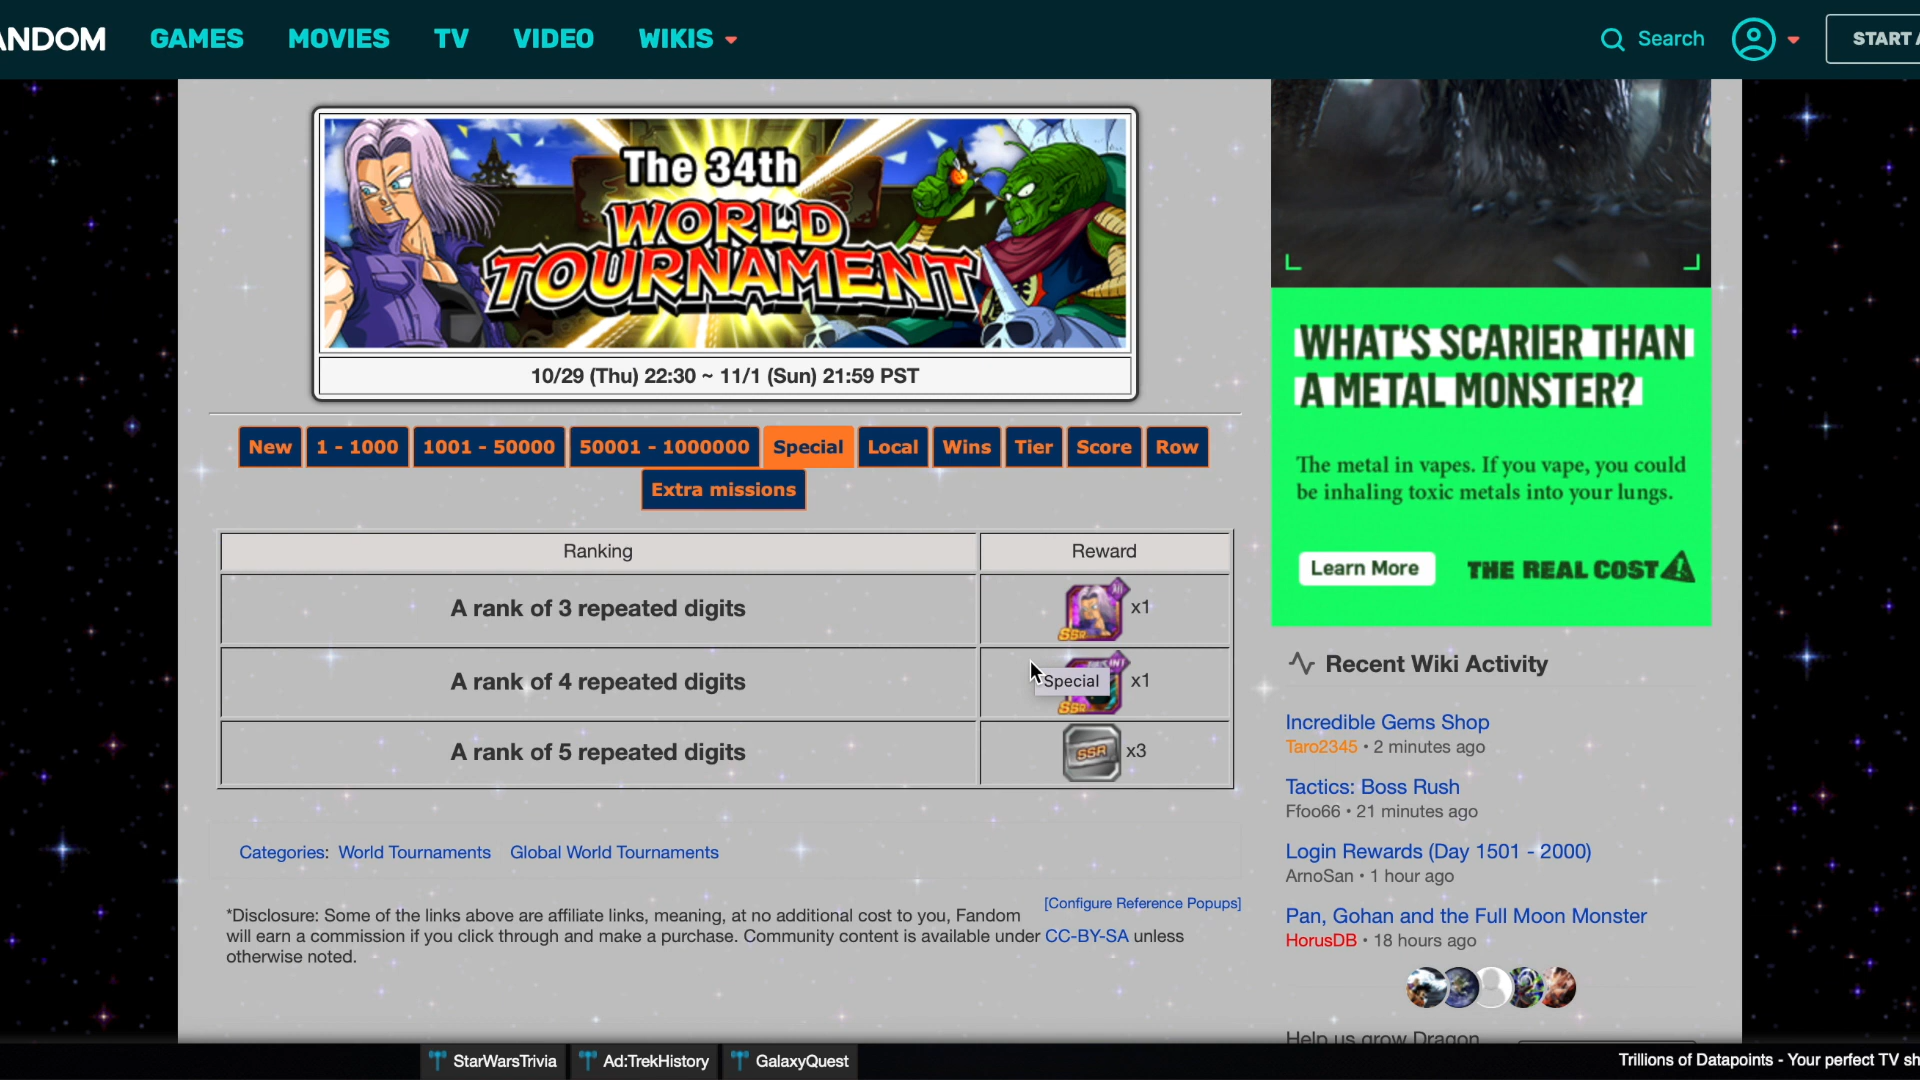 ANDOM
GAMES MOVIES TV VIDEO WIKIS
Search
START A
The 34th
WORLD
TOURNAMENT
10/29 (Thu) 22:30 ~ 11/1 (Sun) 21:59 PST
New 1 - 1000 1001 - 50000 50001 - 1000000 Special Local Wins Tier Score Row
Extra missions
Ranking Reward
A rank of 3 repeated digits SSR x1
A rank of 4 repeated digits INT Special SSR x1
A rank of 5 repeated digits SSR x3
Categories: World Tournaments Global World Tournaments
[Configure Reference Popups]
*Disclosure: Some of the links above are affiliate links, meaning, at no additional cost to you, Fandom
will earn a commission if you click through and make a purchase. Community content is available under CC-BY-SA unless
otherwise noted.
WHAT'S SCARIER THAN
A METAL MONSTER?
The metal in vapes. If you vape, you could
be inhaling toxic metals into your lungs.
Learn More THE REAL COST
Recent Wiki Activity
Incredible Gems Shop
Taro2345 • 2 minutes ago
Tactics: Boss Rush
Ffoo66 • 21 minutes ago
Login Rewards (Day 1501 - 2000)
ArnoSan • 1 hour ago
Pan, Gohan and the Full Moon Monster
HorusDB • 18 hours ago
Help us grow Dragon
StarWarsTrivia Ad:TrekHistory GalaxyQuest
Trillions of Datapoints - Your perfect TV sh